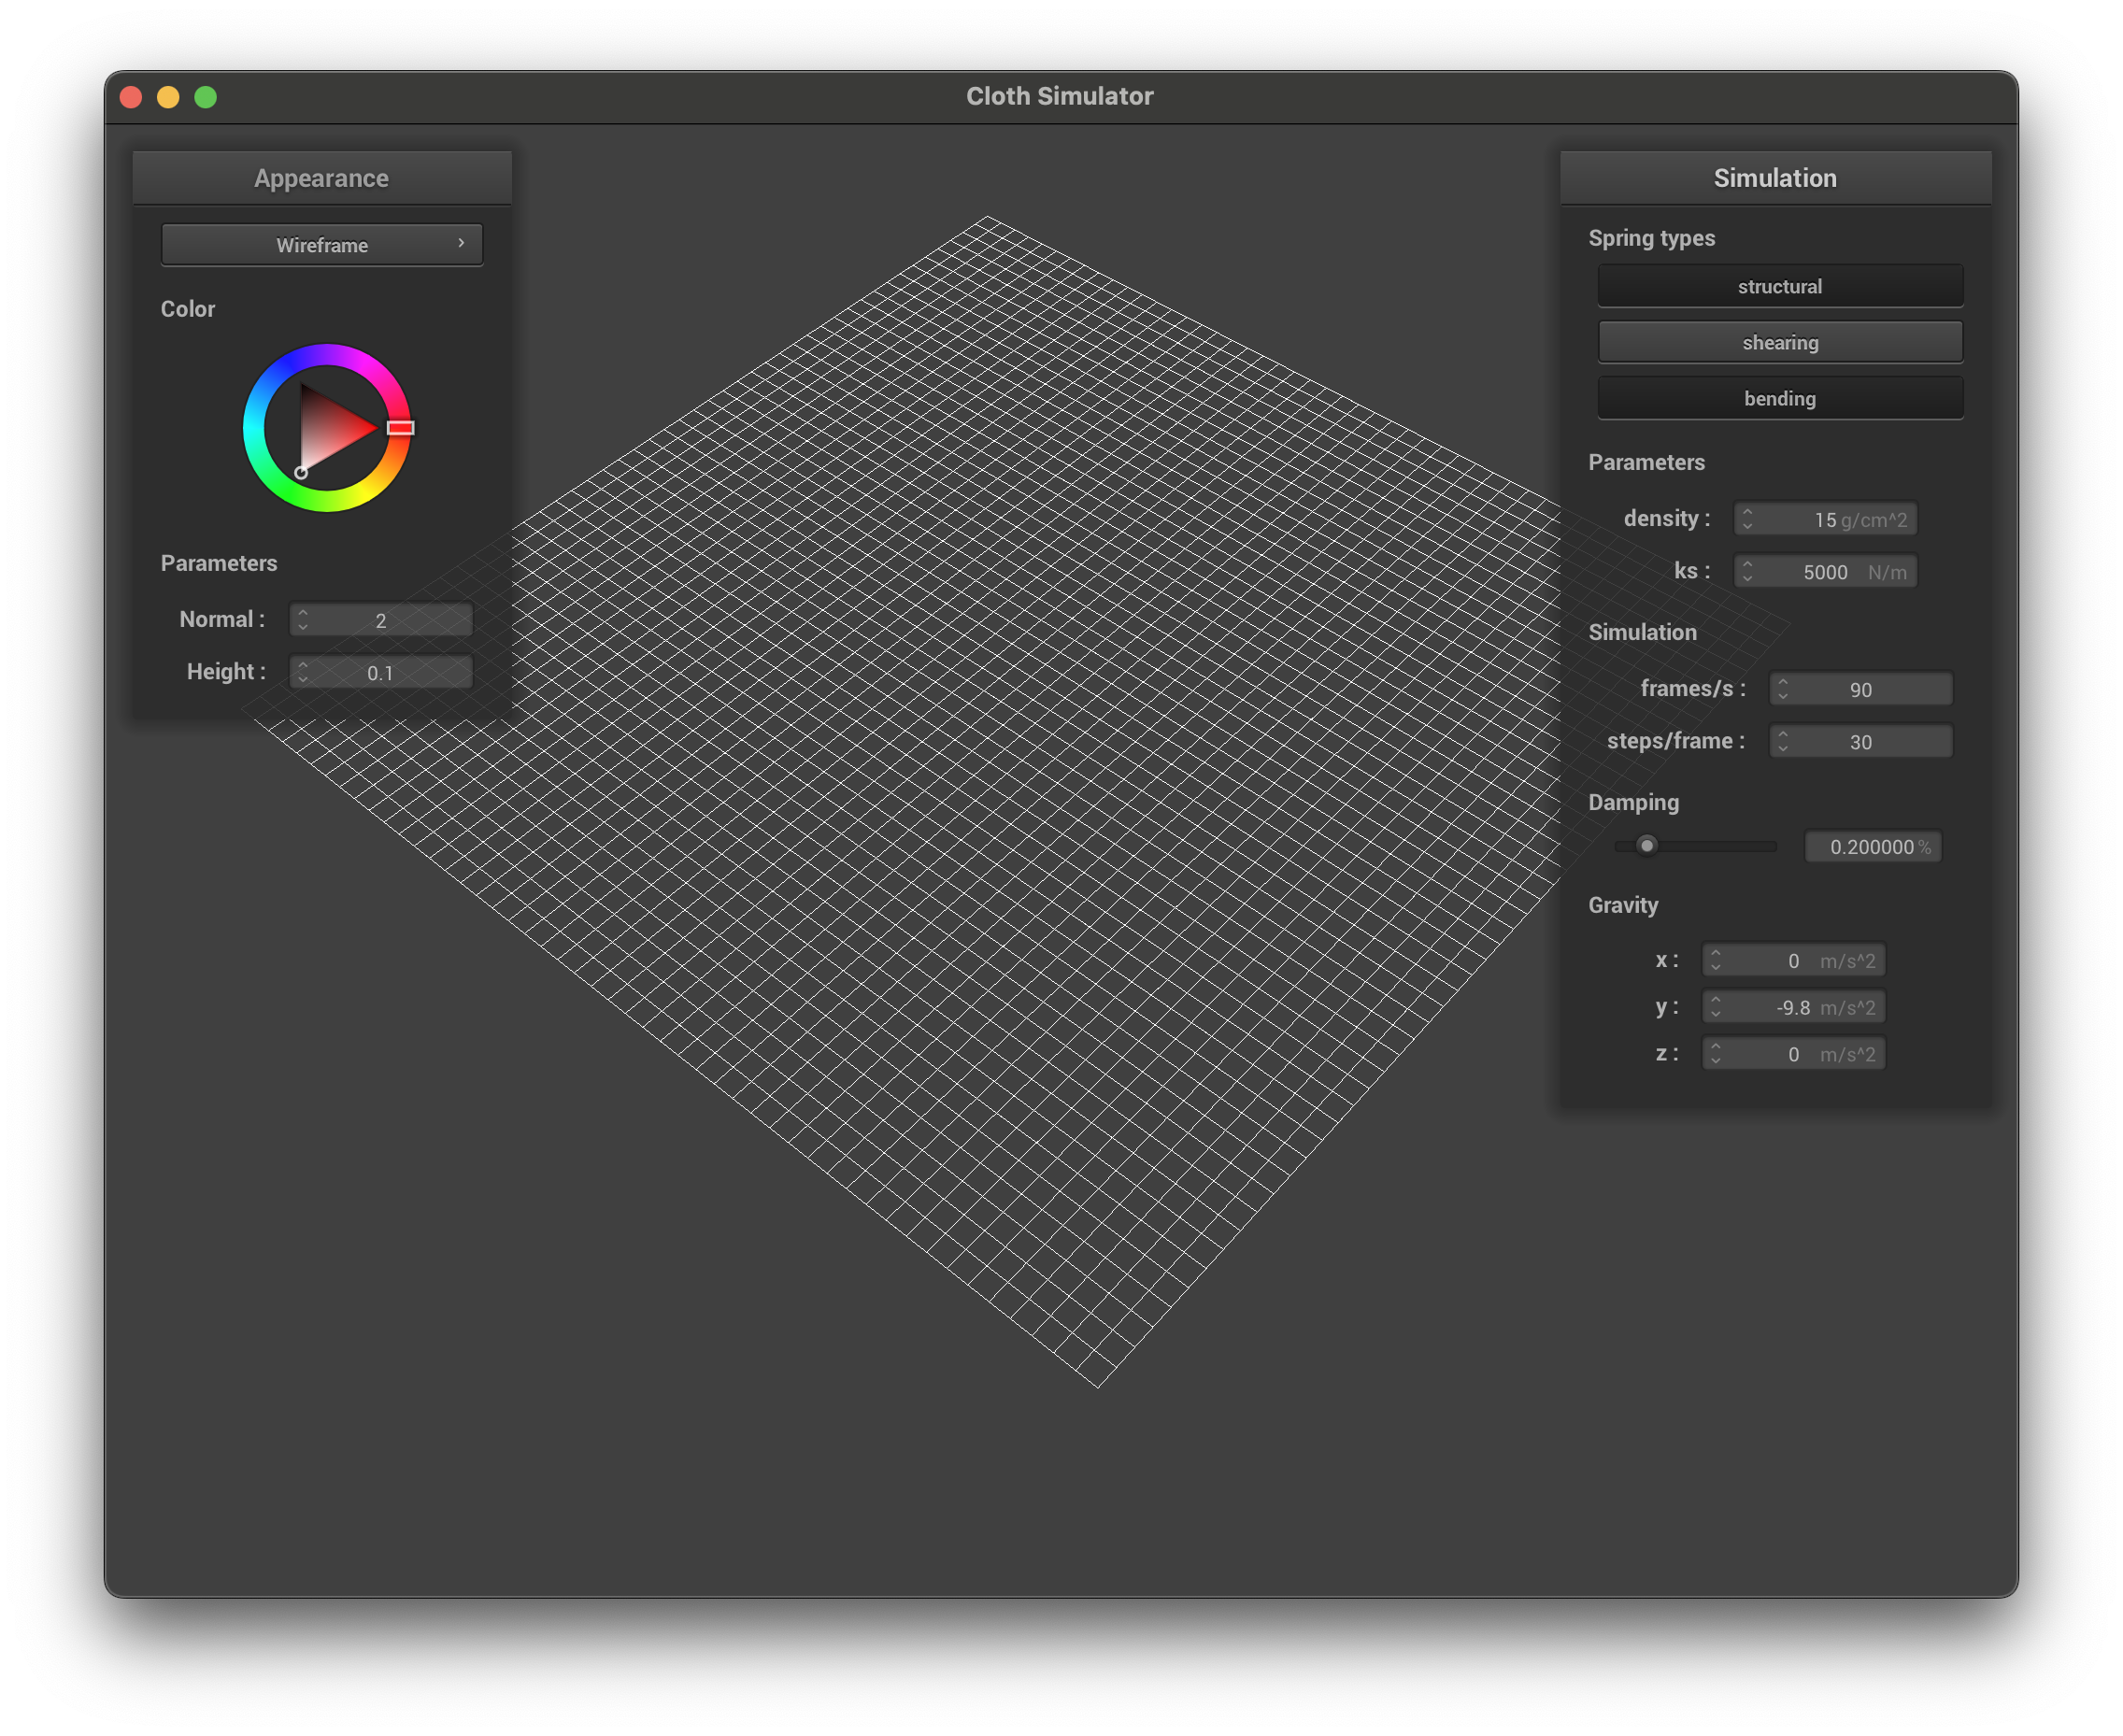 Cloth Simulator
Appearance
Wireframe
Color
Parameters
Normal : 2
Height : 0.1
Simulation
Spring types
structural
shearing
bending
Parameters
density : 15 g/cm^2
ks : 5000 N/m
Simulation
frames/s : 90
steps/frame : 30
Damping
0.200000 %
Gravity
x : 0 m/s^2
y : -9.8 m/s^2
z : 0 m/s^2